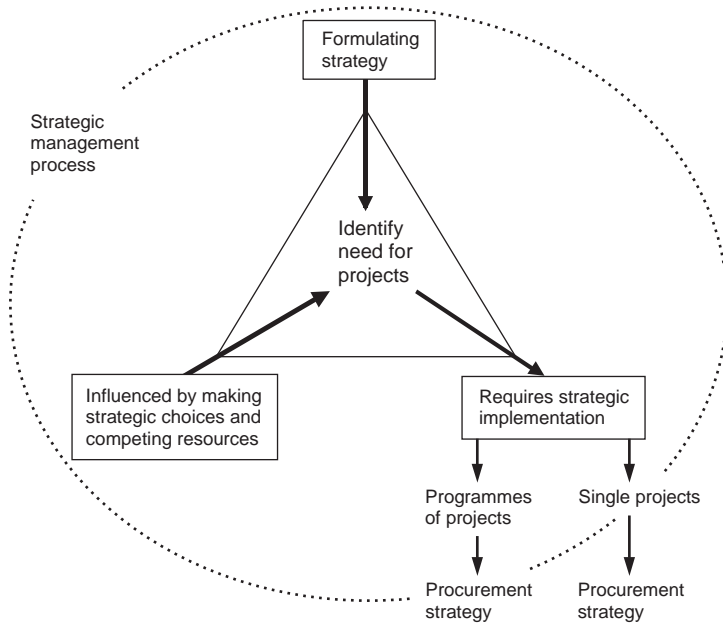 Formulating
strategy
Strategic
management
process
Identify
need for
projects
Influenced by making
strategic choices and
competing resources
Requires strategic
implementation
Programmes
of projects
Single projects
Procurement
strategy
Procurement
strategy